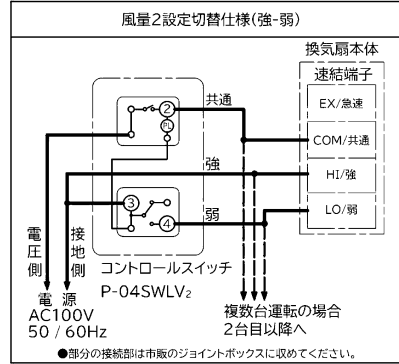 風量2設定切替仕様(強-弱)
換気扇本体
速結端子
EX/急速
COM/共通
HI/強
LO/弱
共通
②
PL
強
③
弱
④
電圧側
接地側
コントロールスイッチ
P-04SWLV₂
電 源
AC100V
50 / 60Hz
複数台運転の場合
2台目以降へ
●部分の接続部は市販のジョイントボックスに収めてください。